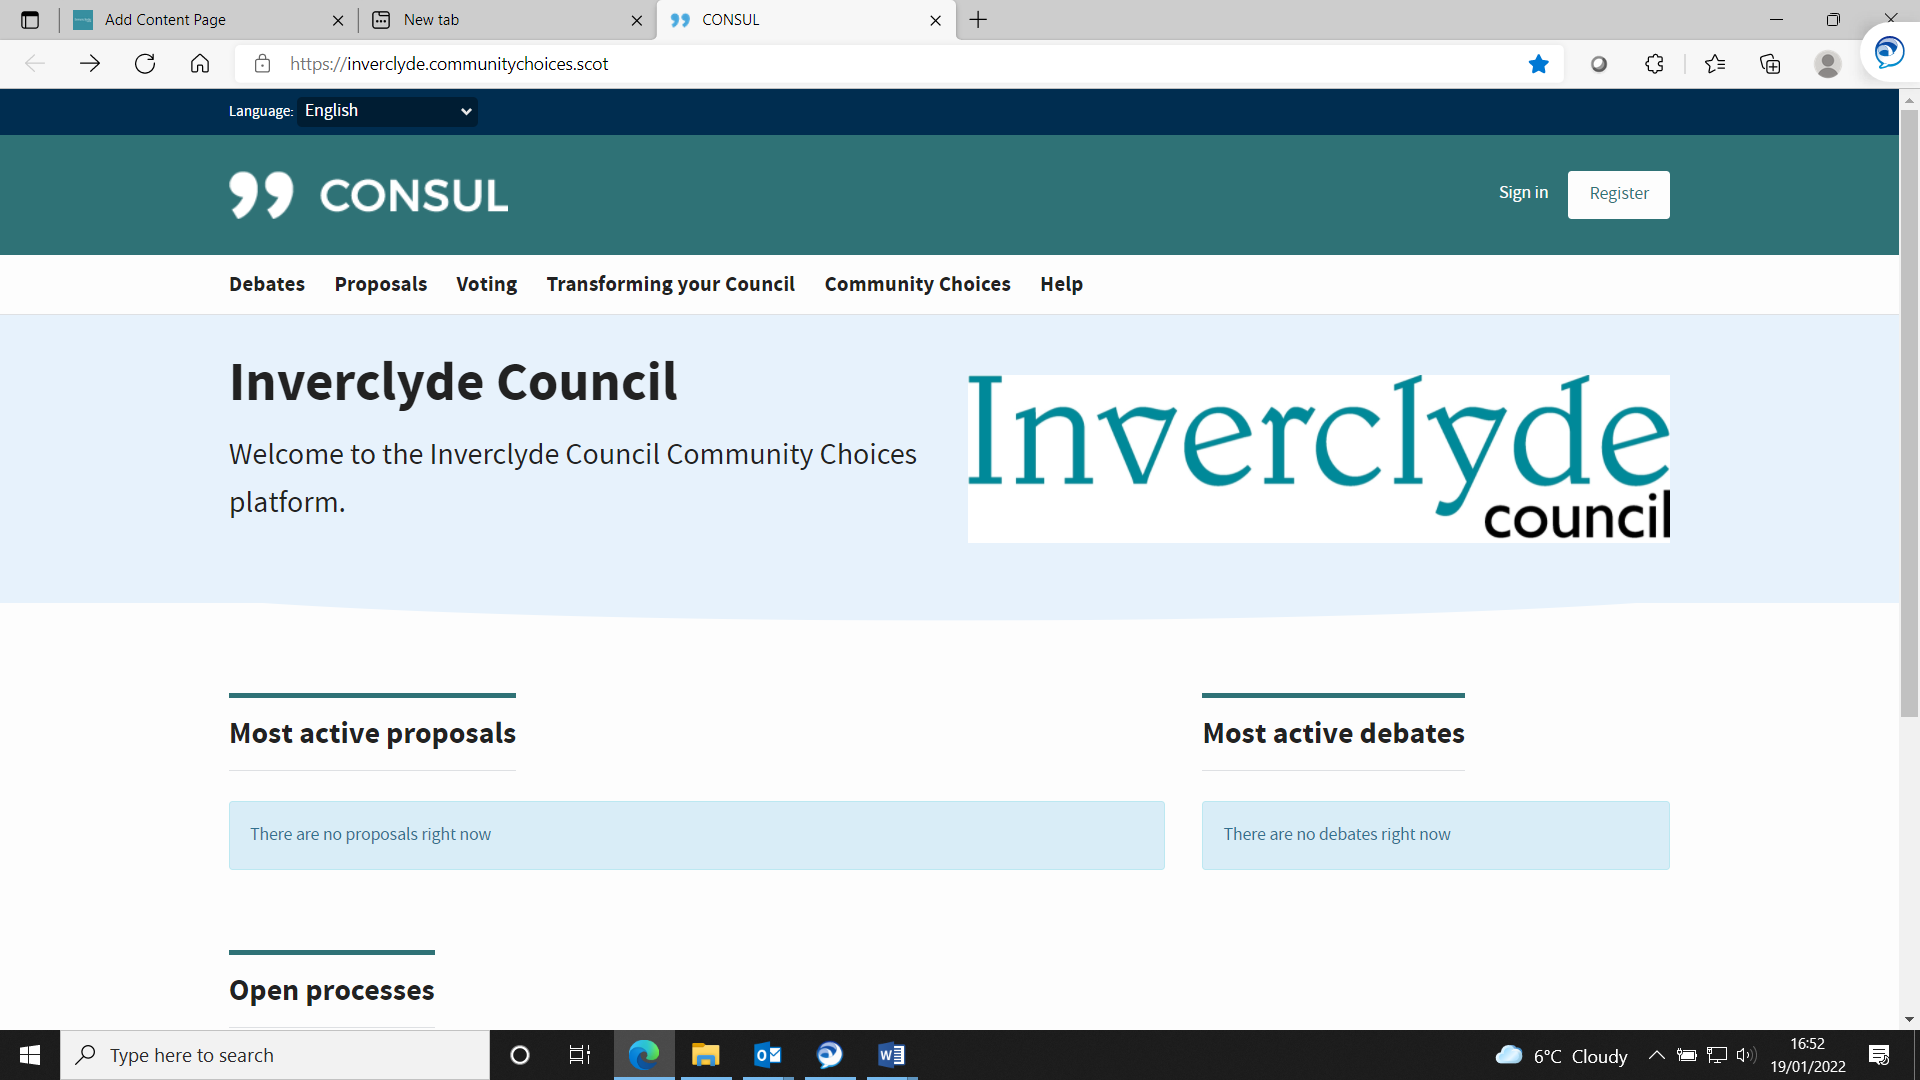 Add Content Page
New tab
CONSUL
https://inverclyde.communitychoices.scot
Language: English
CONSUL
Sign in
Register
Debates Proposals Voting Transforming your Council Community Choices Help
Inverclyde Council
Welcome to the Inverclyde Council Community Choices
platform.
Inverclyde
council
Most active proposals
Most active debates
There are no proposals right now
There are no debates right now
Open processes
Type here to search
6°C Cloudy
16:52
19/01/2022